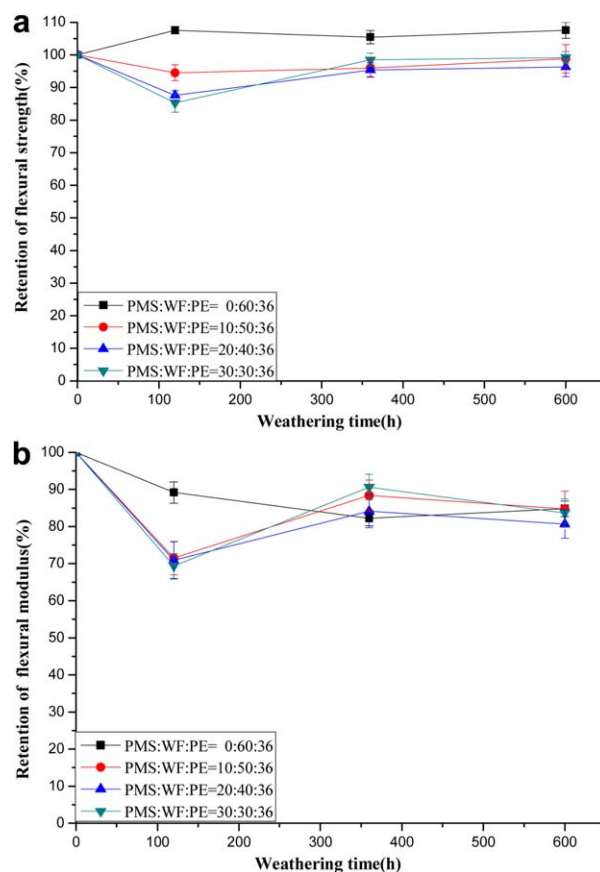 a
110
100
90
80
70
60
50
40
30
20
10
0
Retention of flexural strength(%)
PMS:WF:PE= 0:60:36
PMS:WF:PE=10:50:36
PMS:WF:PE=20:40:36
PMS:WF:PE=30:30:36
0 100 200 300 400 500 600
Weathering time(h)
b
100
90
80
70
60
50
40
30
20
10
0
Retention of flexural modulus(%)
PMS:WF:PE= 0:60:36
PMS:WF:PE=10:50:36
PMS:WF:PE=20:40:36
PMS:WF:PE=30:30:36
0 100 200 300 400 500 600
Weathering time(h)